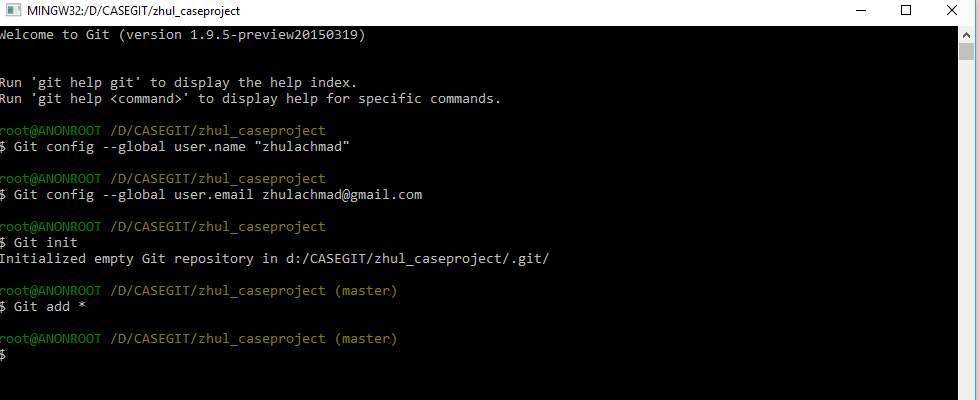 MINGW32:/D/CASEGIT/zhul_caseproject
Welcome to Git (version 1.9.5-preview20150319)
Run 'git help git' to display the help index.
Run 'git help <command>' to display help for specific commands.
root@ANONROOT /D/CASEGIT/zhul_caseproject
$ Git config --global user.name "zhulachmad"
root@ANONROOT /D/CASEGIT/zhul_caseproject
$ Git config --global user.email zhulachmad@gmail.com
root@ANONROOT /D/CASEGIT/zhul_caseproject
$ Git init
Initialized empty Git repository in d:/CASEGIT/zhul_caseproject/.git/
root@ANONROOT /D/CASEGIT/zhul_caseproject (master)
$ Git add *
root@ANONROOT /D/CASEGIT/zhul_caseproject (master)
$